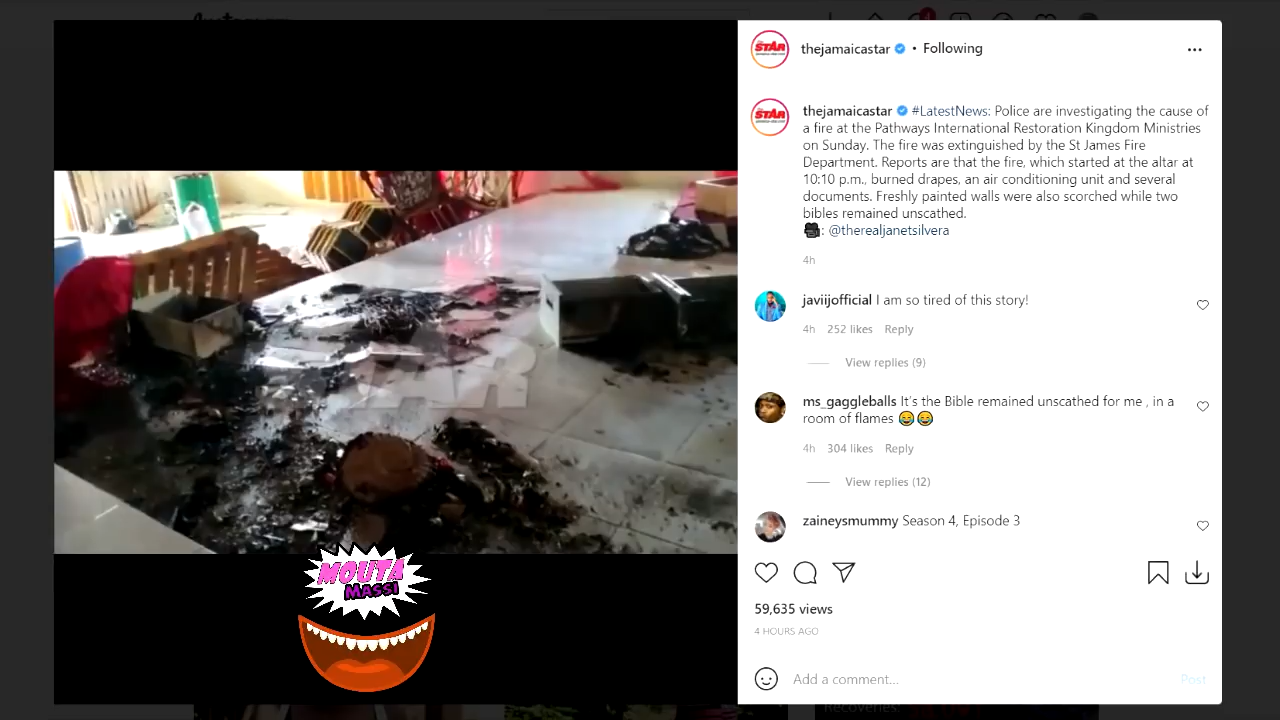 thejamaicastar • Following
thejamaicastar #LatestNews: Police are investigating the cause of
a fire at the Pathways International Restoration Kingdom Ministries
on Sunday. The fire was extinguished by the St James Fire
Department. Reports are that the fire, which started at the altar at
10:10 p.m., burned drapes, an air conditioning unit and several
documents. Freshly painted walls were also scorched while two
bibles remained unscathed.
: @therealjanetsilvera
4h
javiijofficial I am so tired of this story!
4h 252 likes Reply
View replies (9)
ms_gaggleballs It's the Bible remained unscathed for me , in a
room of flames 😂😂
4h 304 likes Reply
View replies (12)
zaineysmummy Season 4, Episode 3
59,635 views
4 HOURS AGO
Add a comment...
Post
STAR
STAR
STAR
MOUTA
MASSI
Recoveries: